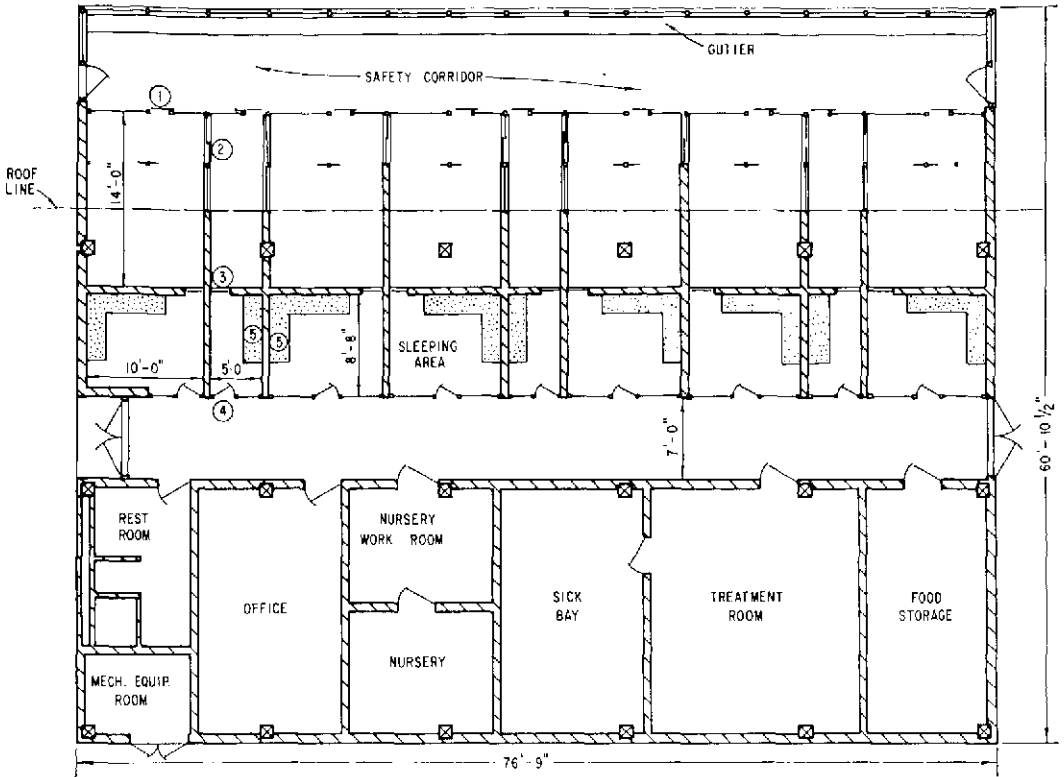 GUTTER
SAFETY CORRIDOR
1
2
ROOF
LINE
14'-0"
3
5
5
8'-8"
SLEEPING
AREA
10'-0"
5'0
4
7'-0"
60'-10 1/2"
REST
ROOM
NURSERY
WORK ROOM
OFFICE
SICK
BAY
TREATMENT
ROOM
FOOD
STORAGE
NURSERY
MECH. EQUIP.
ROOM
76'-9"